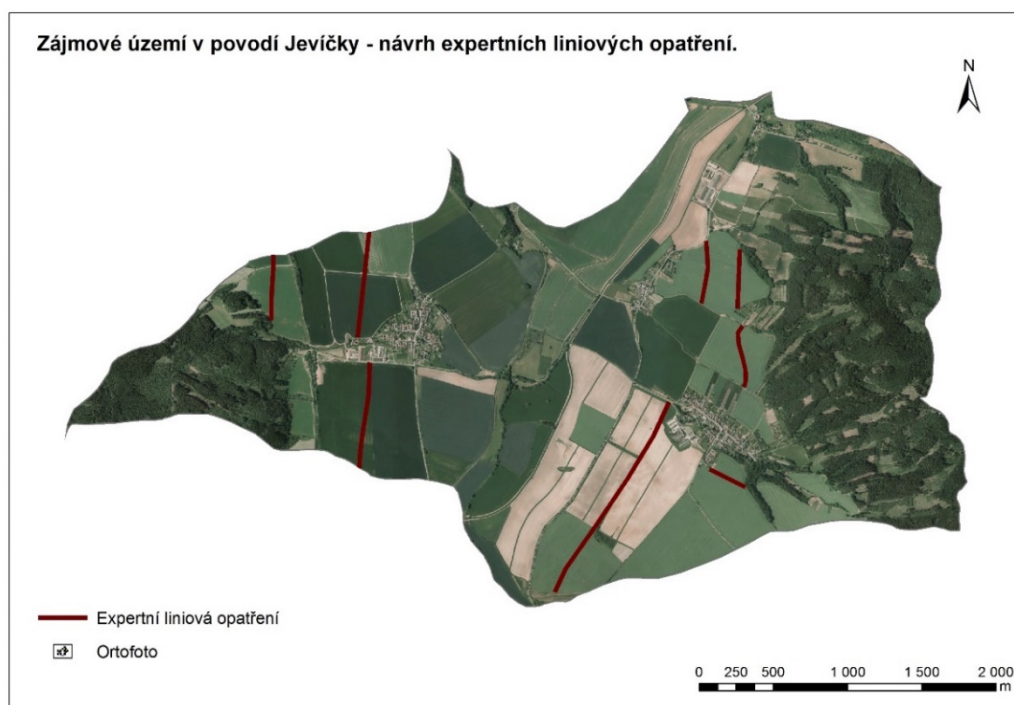 Zájmové území v povodí Jevíčky - návrh expertních liniových opatření.
N
Expertní liniová opatření
Ortofoto
0 250 500 1 000 1 500 2 000
m